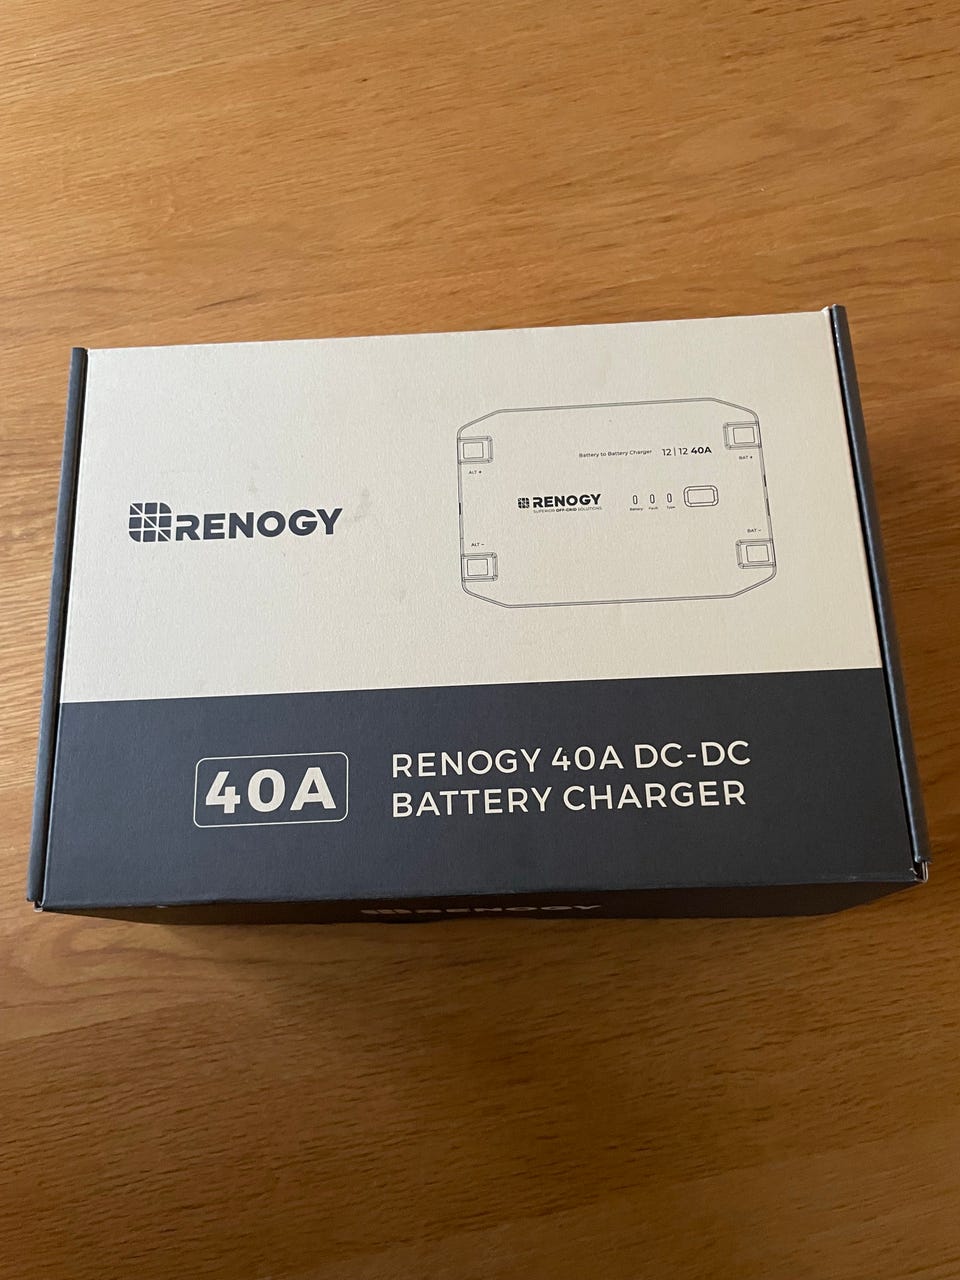 RENOGY
Battery to Battery Charger 12 | 12 40A
ALT +
BAT +
RENOGY
SUPERIOR OFF-GRID SOLUTIONS
Battery Fault Type
ALT -
BAT -
40A
RENOGY 40A DC-DC
BATTERY CHARGER
RENOGY